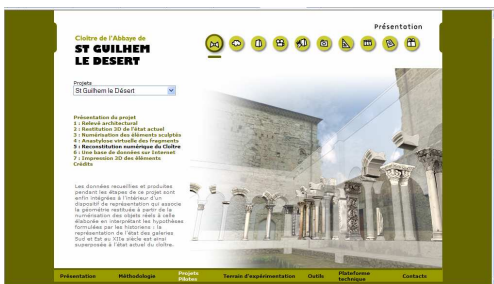 Présentation
Cloître de l'Abbaye de
ST GUILHEM
LE DESERT
Projets
St Guilhem le Désert
Présentation du projet
1 : Relevé architectural
2 : Restitution 3D de l'état actuel
3 : Numérisation des éléments sculptés
4 : Anastylose virtuelle des fragments
5 : Reconstitution numérique du Cloître
6 : Une base de données sur Internet
7 : Impression 3D des éléments
Crédits
Les données recueillies et produites
pendant les étapes de ce projet sont
enfin intégrées à l'intérieur d'un
dispositif de représentation qui associe
la géométrie restituée à partir de la
numérisation des objets réels à celle
élaborée en interprétant les hypothèses
formulées par les historiens : la
représentation de l'état des galeries
Sud et Est au XIIe siècle est ainsi
superposée à l'état actuel du cloître.
Présentation Méthodologie Projets Pilotes Terrain d'expérimentation Outils Plateforme technique Contacts